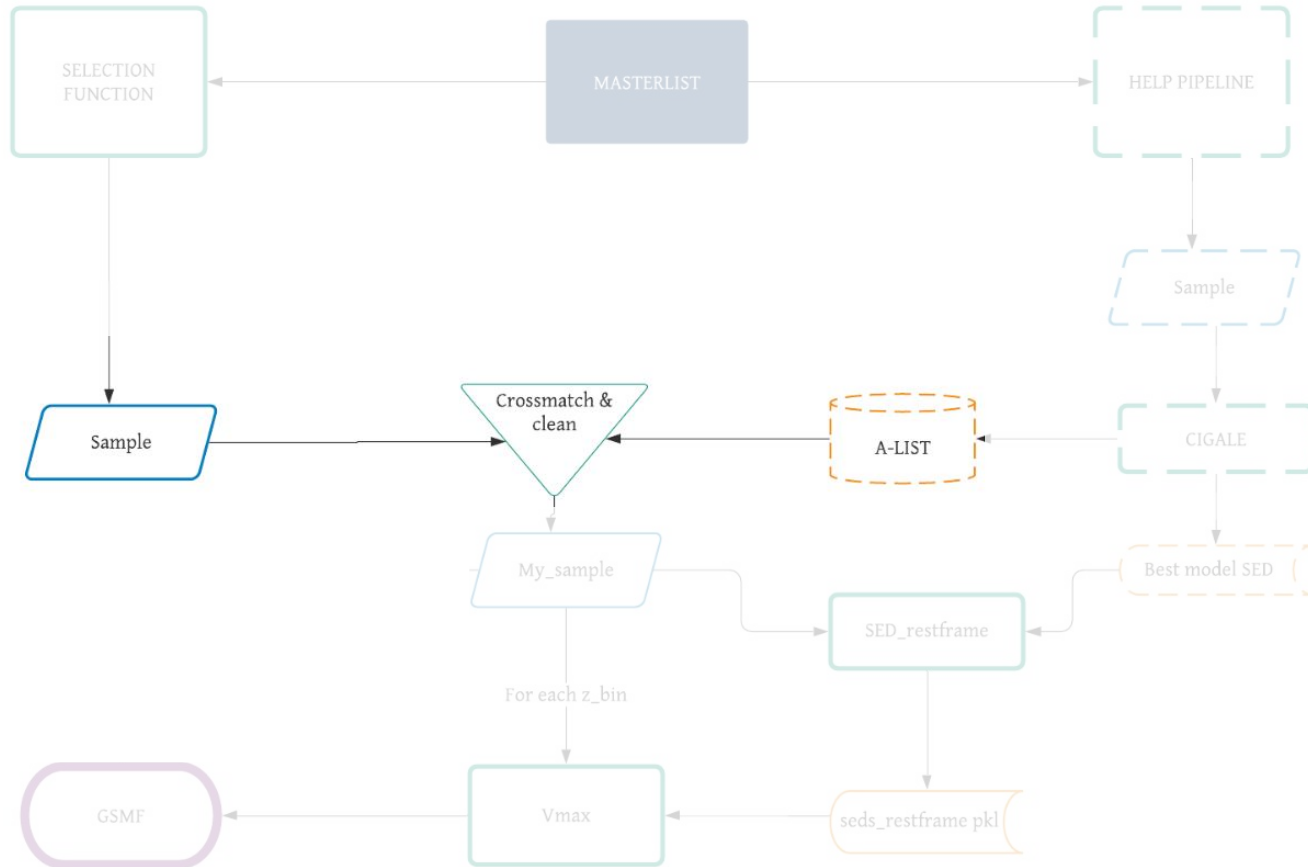 SELECTION
FUNCTION
MASTERLIST
HELP PIPELINE
Sample
Sample
Crossmatch &
clean
A-LIST
CIGALE
My_sample
Best model SED
SED_restframe
For each z_bin
GSMF
Vmax
seds_restframe pkl